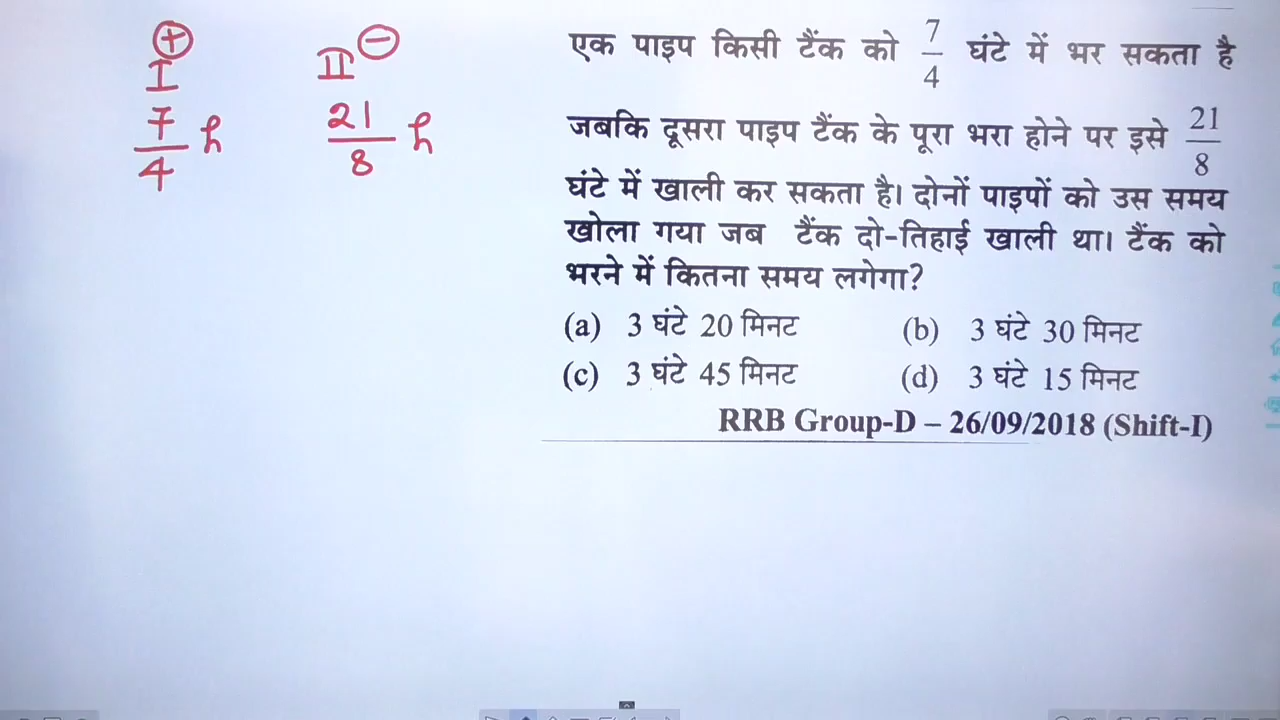 ⊕ ⊖
I II
7/4 h 21/8 h
एक पाइप किसी टैंक को 7/4 घंटे में भर सकता है
जबकि दूसरा पाइप टैंक के पूरा भरा होने पर इसे 21/8
घंटे में खाली कर सकता है। दोनों पाइपों को उस समय
खोला गया जब टैंक दो-तिहाई खाली था। टैंक को
भरने में कितना समय लगेगा?
(a) 3 घंटे 20 मिनट (b) 3 घंटे 30 मिनट
(c) 3 घंटे 45 मिनट (d) 3 घंटे 15 मिनट
RRB Group-D – 26/09/2018 (Shift-I)